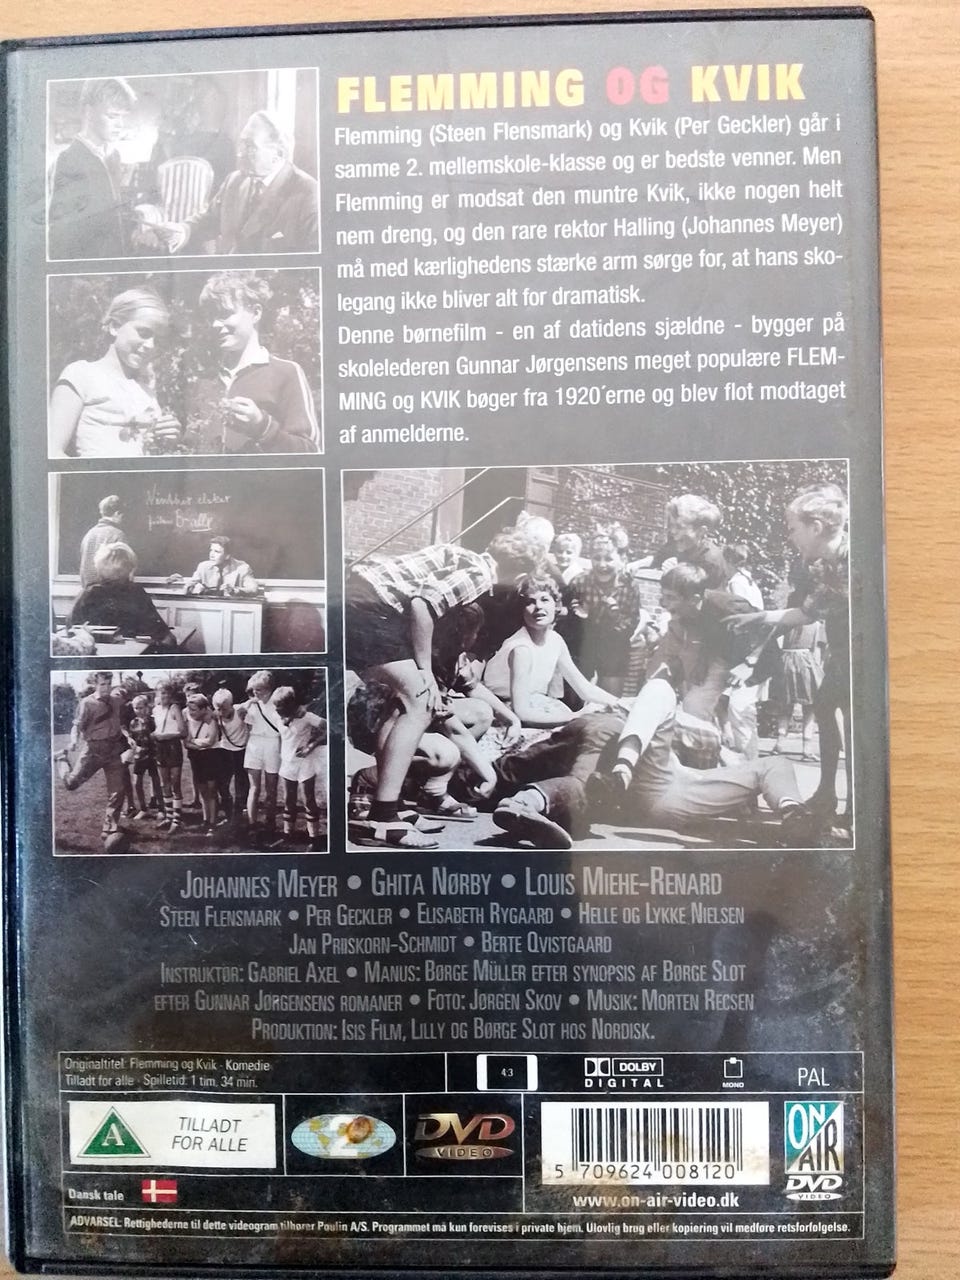 FLEMMING OG KVIK
Flemming (Steen Flensmark) og Kvik (Per Geckler) går i
samme 2. mellemskole-klasse og er bedste venner. Men
Flemming er modsat den muntre Kvik, ikke nogen helt
nem dreng, og den rare rektor Halling (Johannes Meyer)
må med kærlighedens stærke arm sørge for, at hans sko-
legang ikke bliver alt for dramatisk.
Denne børnefilm - en af datidens sjældne - bygger på
skolelederen Gunnar Jørgensens meget populære FLEM-
MING og KVIK bøger fra 1920´erne og blev flot modtaget
af anmelderne.
elsker
B-ally
JOHANNES MEYER • GHITA NØRBY • LOUIS MIEHE-RENARD
STEEN FLENSMARK • PER GECKLER • ELISABETH RYGAARD • HELLE OG LYKKE NIELSEN
JAN PRIISKORN-SCHMIDT • BERTE QVISTGAARD
INSTRUKTØR: GABRIEL AXEL • MANUS: BØRGE MÜLLER EFTER SYNOPSIS AF BØRGE SLOT
EFTER GUNNAR JØRGENSENS ROMANER • FOTO: JØRGEN SKOV • MUSIK: MORTEN RECSEN
PRODUKTION: ISIS FILM, LILLY OG BØRGE SLOT HOS NORDISK.
Originaltitel: Flemming og Kvik · Komedie
Tilladt for alle · Spilletid: 1 tim. 34 min.
4:3
DOLBY
DIGITAL
MONO
PAL
A
TILLADT
FOR ALLE
2
DVD
VIDEO
5 709624 008120
www.on-air-video.dk
ON
AIR
DVD
VIDEO
Dansk tale
ADVARSEL: Rettighederne til dette videogram tilhører Poulin A/S. Programmet må kun forevises i private hjem. Ulovlig brug eller kopiering vil medføre retsforfølgelse.